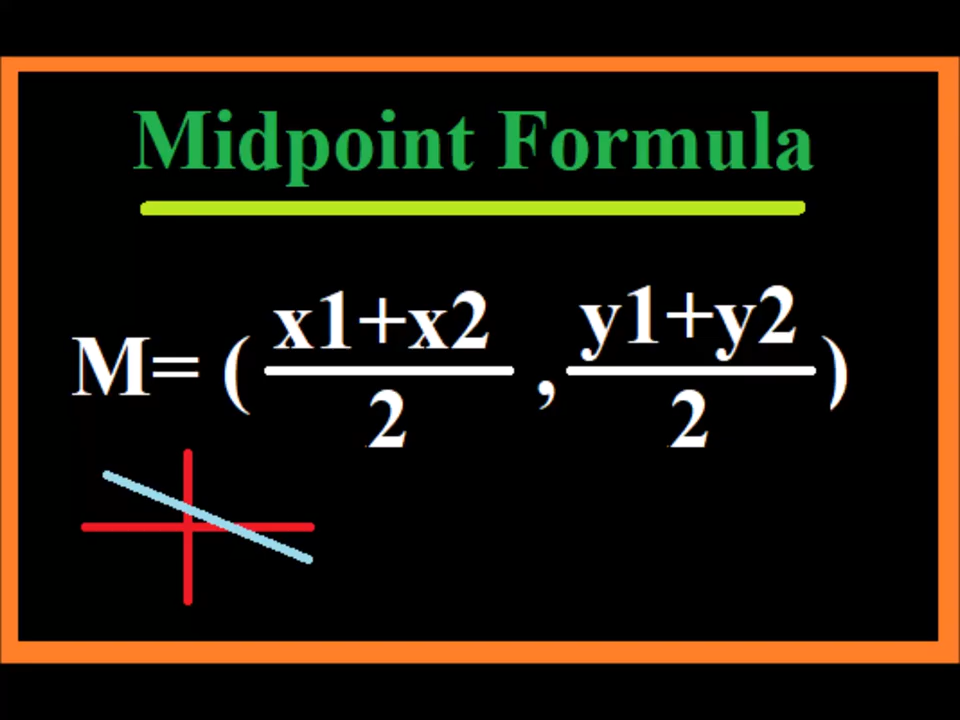 Midpoint Formula
M= ( x1+x2 / 2 , y1+y2 / 2 )